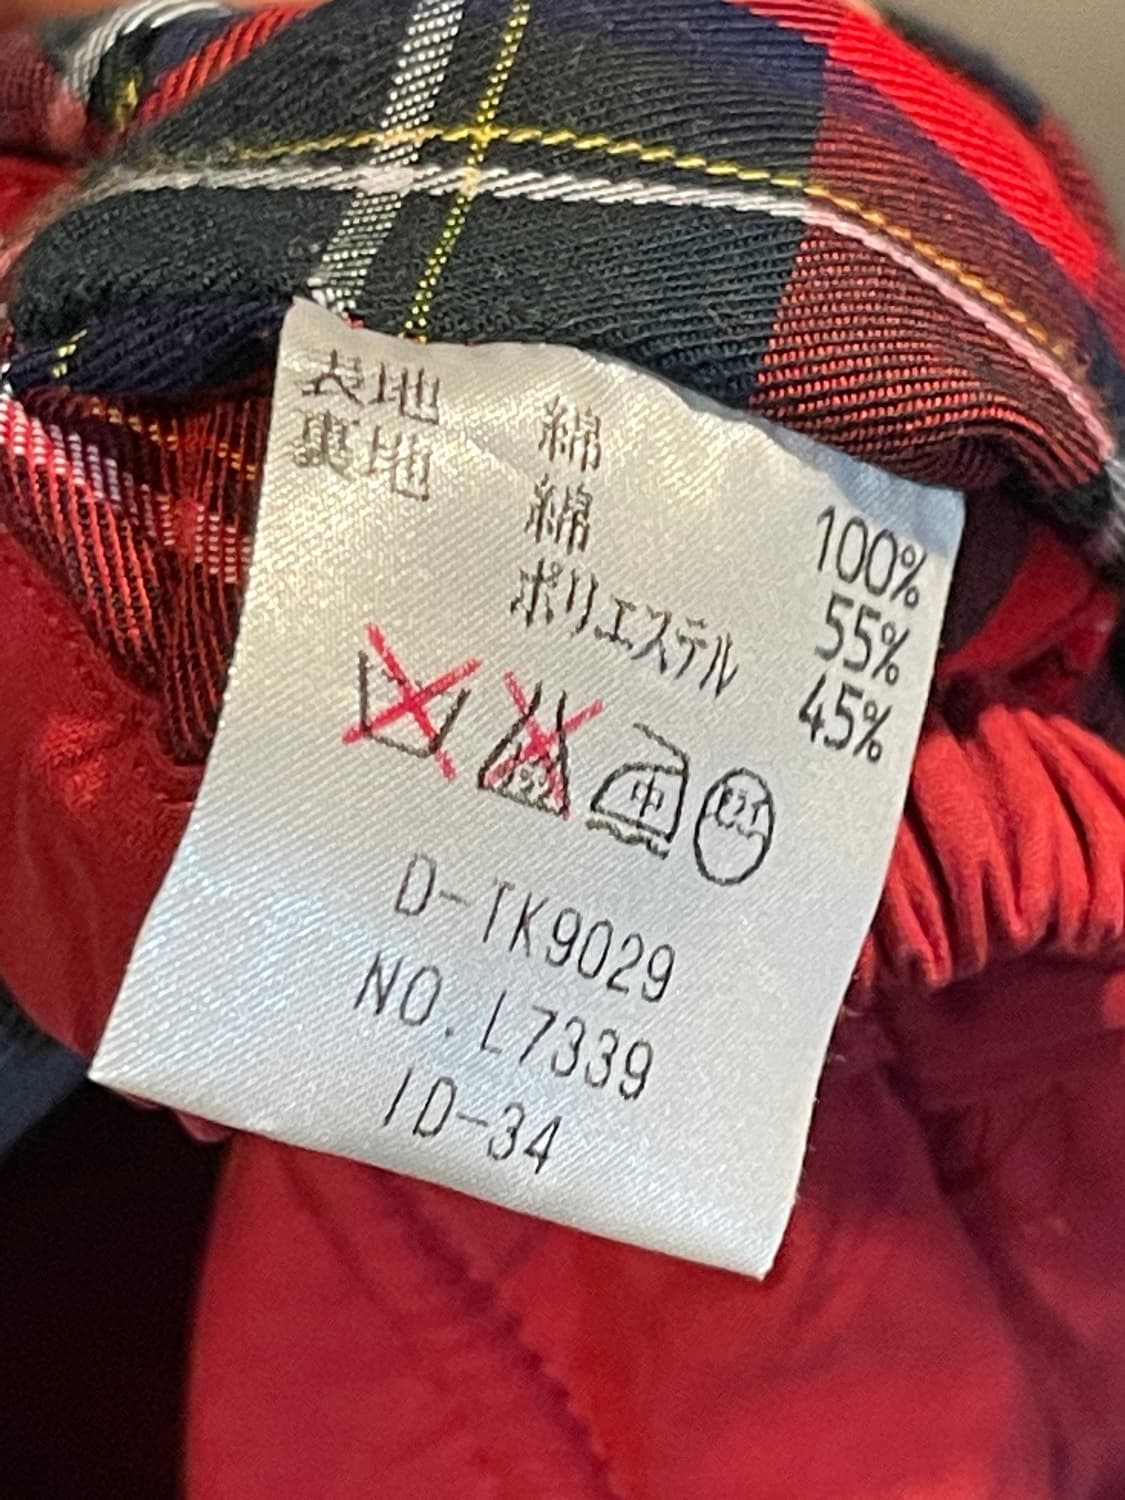 表地 綿 100%
裏地 綿 55%
ポリエステル 45%
中
D-TK9029
NO.L7339
ID-34